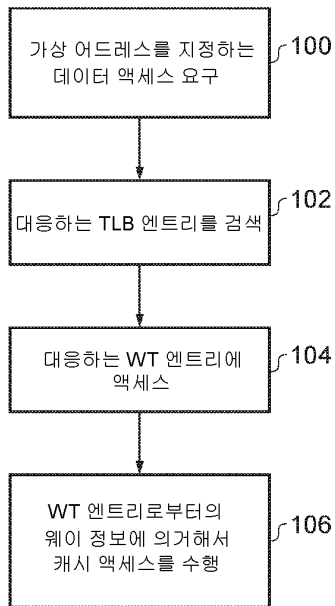 가상 어드레스를 지정하는
데이터 액세스 요구
100
대응하는 TLB 엔트리를 검색
102
대응하는 WT 엔트리에
액세스
104
WT 엔트리로부터의
웨이 정보에 의거해서
캐시 액세스를 수행
106